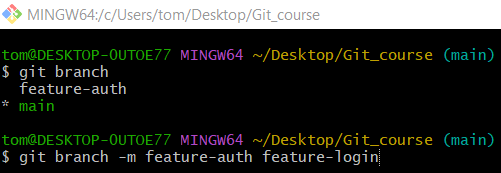 MINGW64:/c/Users/tom/Desktop/Git_course
tom@DESKTOP-OUTOE77 MINGW64 ~/Desktop/Git_course (main)
$ git branch
  feature-auth
* main
tom@DESKTOP-OUTOE77 MINGW64 ~/Desktop/Git_course (main)
$ git branch -m feature-auth feature-login